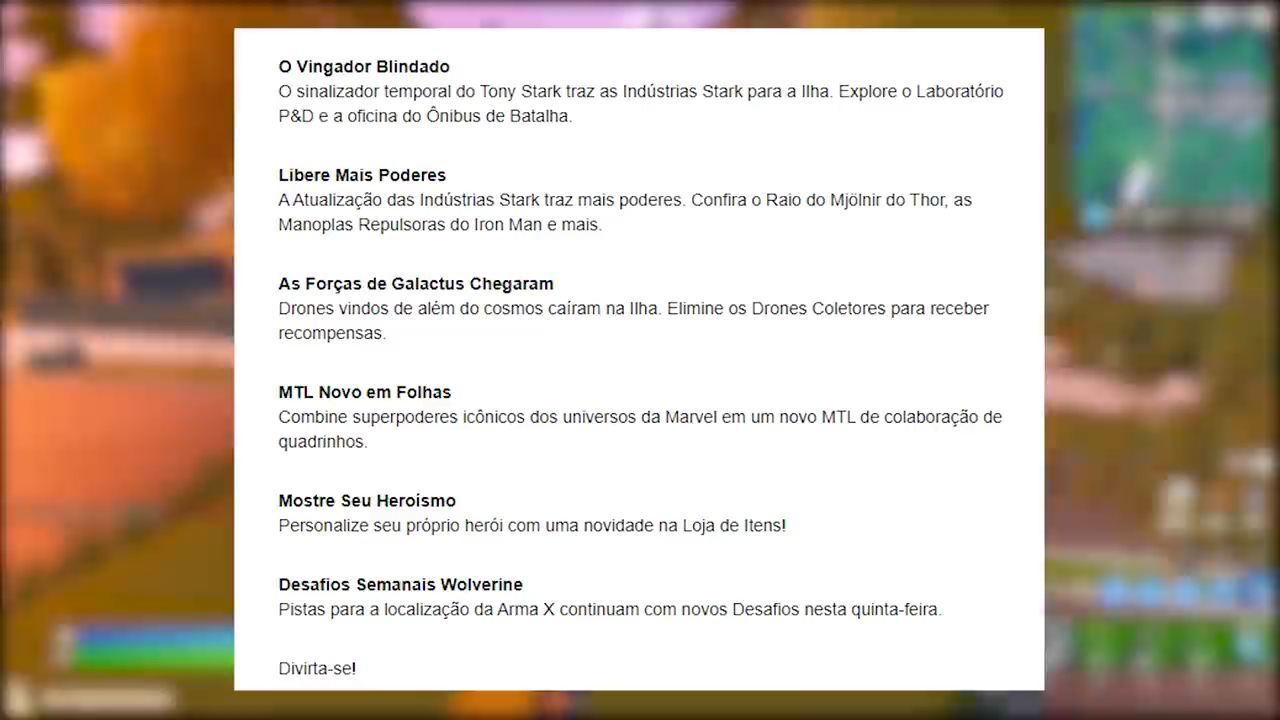 O Vingador Blindado
O sinalizador temporal do Tony Stark traz as Indústrias Stark para a Ilha. Explore o Laboratório
P&D e a oficina do Ônibus de Batalha.
Libere Mais Poderes
A Atualização das Indústrias Stark traz mais poderes. Confira o Raio do Mjölnir do Thor, as
Manoplas Repulsoras do Iron Man e mais.
As Forças de Galactus Chegaram
Drones vindos de além do cosmos caíram na Ilha. Elimine os Drones Coletores para receber
recompensas.
MTL Novo em Folhas
Combine superpoderes icônicos dos universos da Marvel em um novo MTL de colaboração de
quadrinhos.
Mostre Seu Heroísmo
Personalize seu próprio herói com uma novidade na Loja de Itens!
Desafios Semanais Wolverine
Pistas para a localização da Arma X continuam com novos Desafios nesta quinta-feira.
Divirta-se!